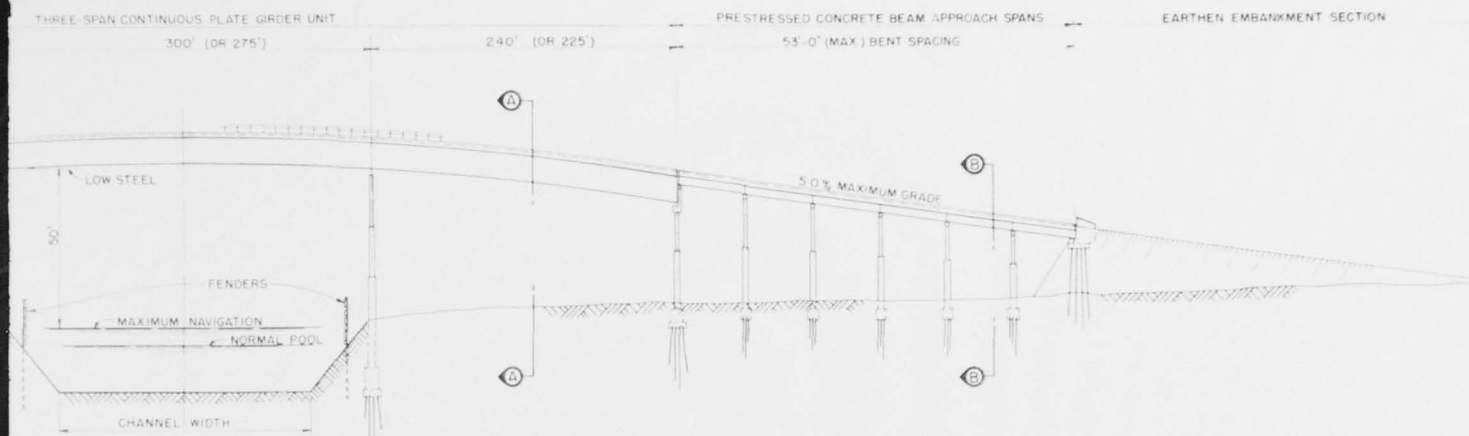 THREE-SPAN CONTINUOUS PLATE GIRDER UNIT
PRESTRESSED CONCRETE BEAM APPROACH SPANS
EARTHEN EMBANKMENT SECTION
300' (OR 275')
240' (OR 225')
53'-0" (MAX.) BENT SPACING
A
B
LOW STEEL
5.0% MAXIMUM GRADE
50'
FENDERS
MAXIMUM NAVIGATION
NORMAL POOL
A
B
CHANNEL WIDTH